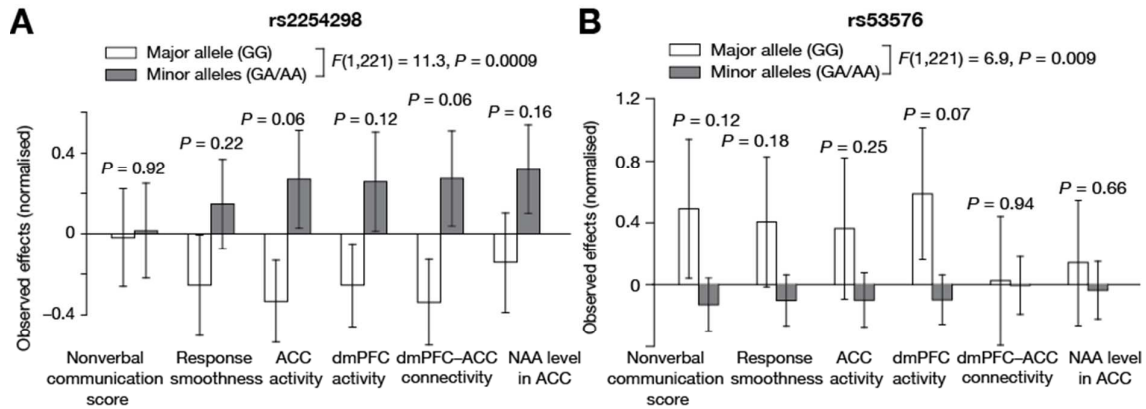 A
rs2254298
Major allele (GG)
Minor alleles (GA/AA)
F(1,221) = 11.3, P = 0.0009
Observed effects (normalised)
0.4
0
–0.4
P = 0.92
P = 0.22
P = 0.06
P = 0.12
P = 0.06
P = 0.16
Nonverbal
communication
score
Response
smoothness
ACC
activity
dmPFC
activity
dmPFC–ACC
connectivity
NAA level
in ACC
B
rs53576
Major allele (GG)
Minor alleles (GA/AA)
F(1,221) = 6.9, P = 0.009
Observed effects (normalised)
1.2
0.8
0.4
0
P = 0.12
P = 0.18
P = 0.25
P = 0.07
P = 0.94
P = 0.66
Nonverbal
communication
score
Response
smoothness
ACC
activity
dmPFC
activity
dmPFC–ACC
connectivity
NAA level
in ACC